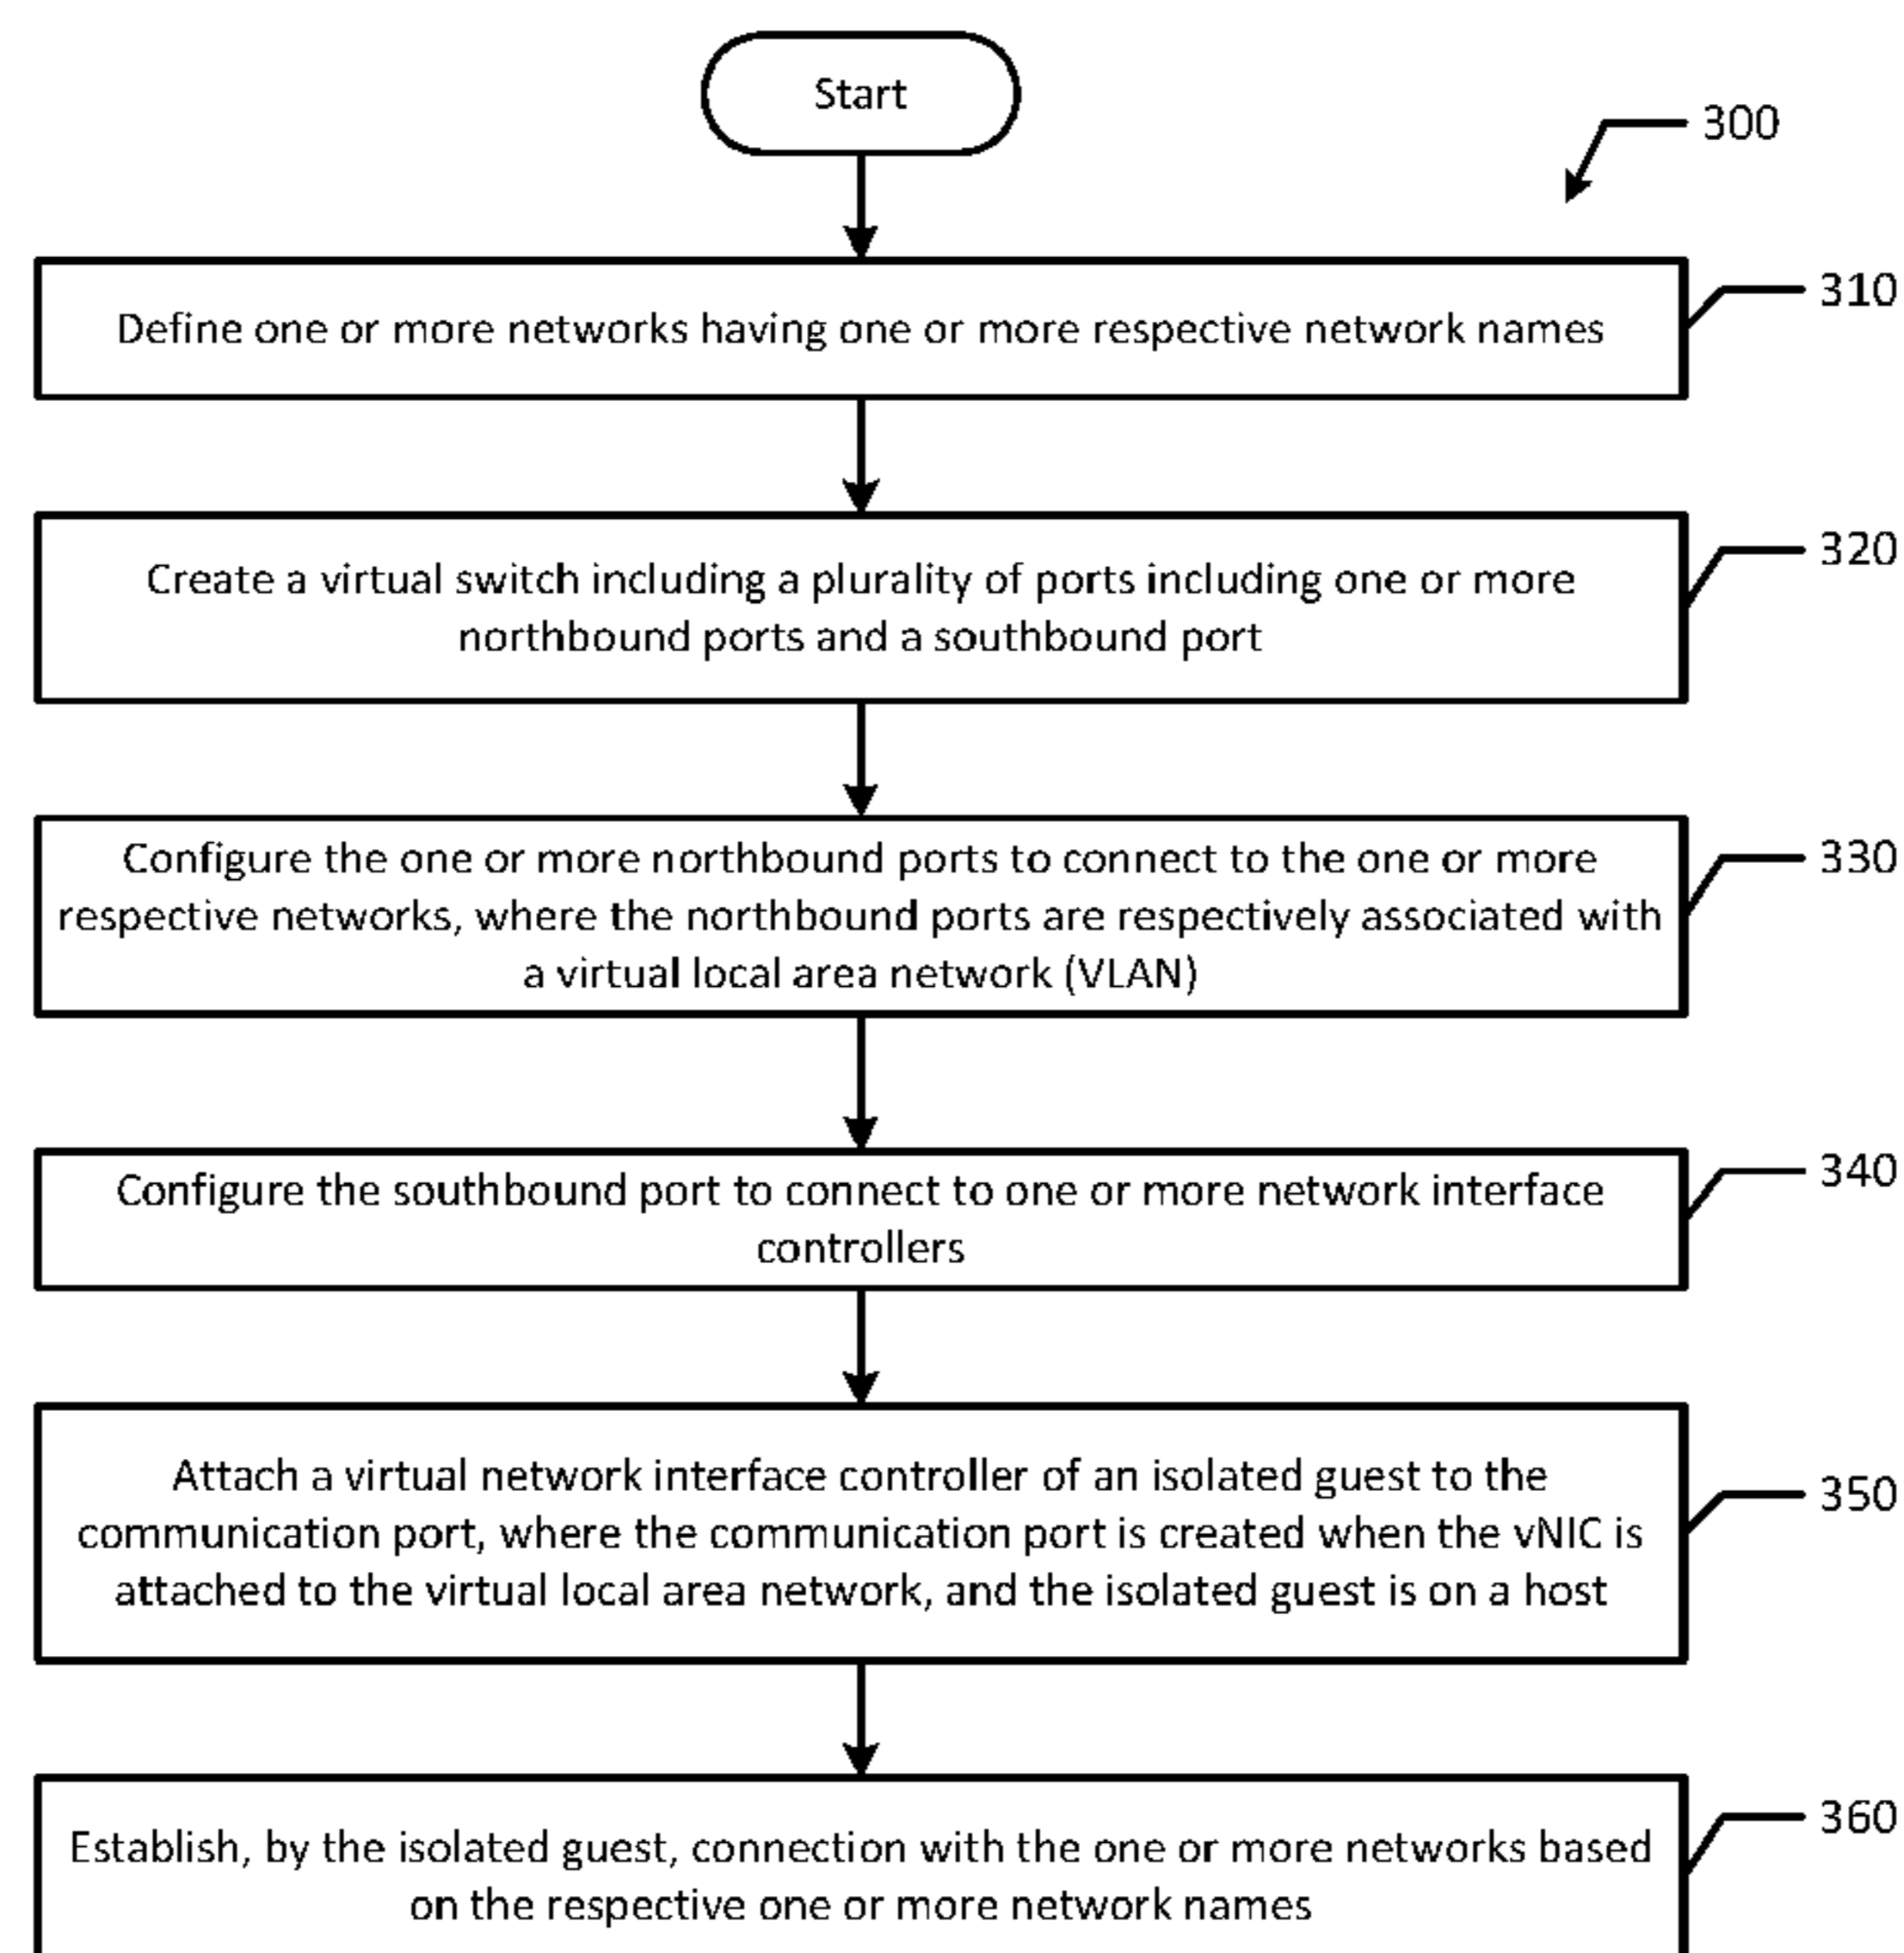 Start
300
Define one or more networks having one or more respective network names
310
Create a virtual switch including a plurality of ports including one or more
northbound ports and a southbound port
320
Configure the one or more northbound ports to connect to the one or more
respective networks, where the northbound ports are respectively associated with
a virtual local area network (VLAN)
330
Configure the southbound port to connect to one or more network interface
controllers
340
Attach a virtual network interface controller of an isolated guest to the
communication port, where the communication port is created when the vNIC is
attached to the virtual local area network, and the isolated guest is on a host
350
Establish, by the isolated guest, connection with the one or more networks based
on the respective one or more network names
360